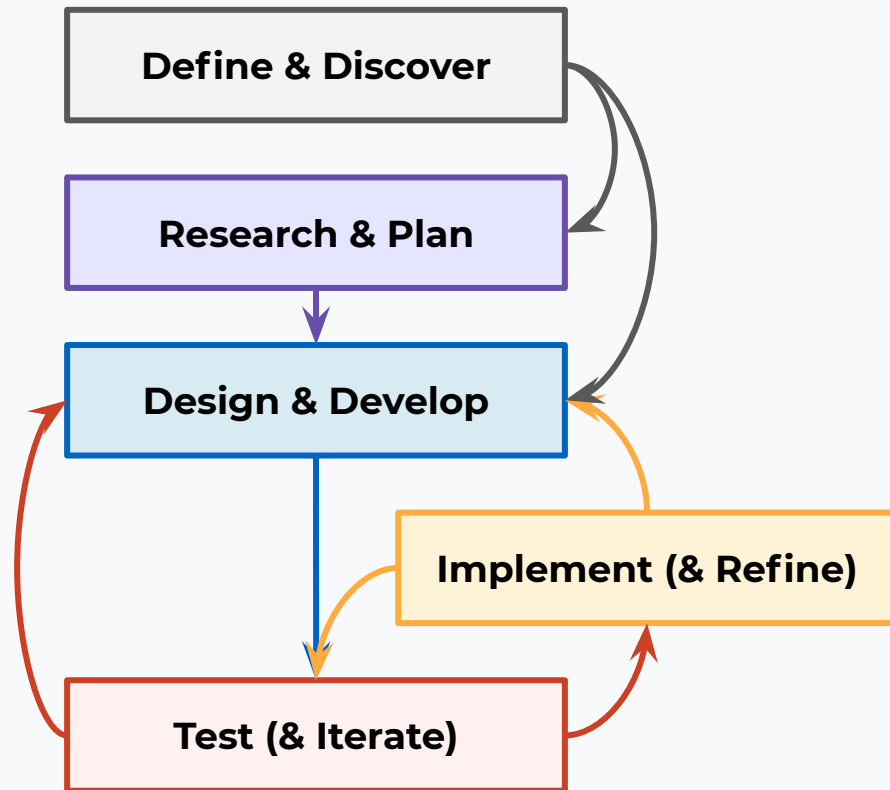 Define & Discover
Research & Plan
Design & Develop
Implement (& Refine)
Test (& Iterate)